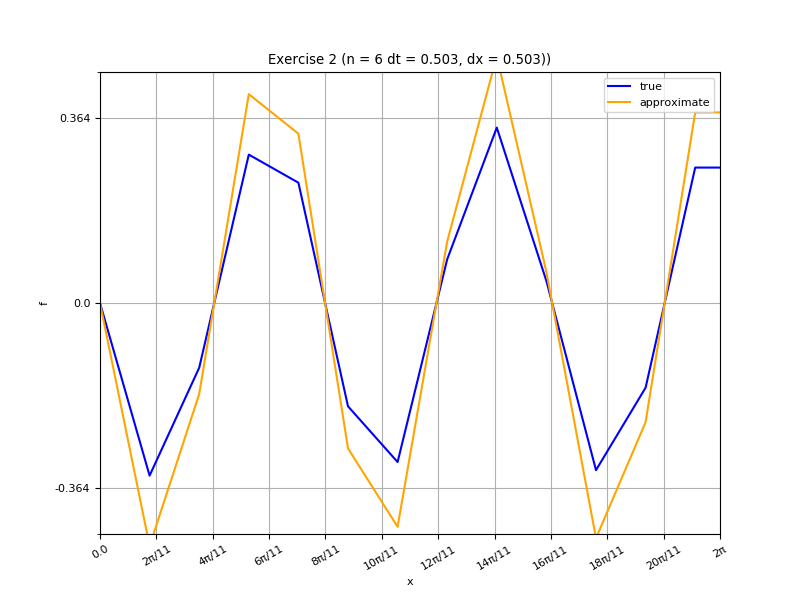 Exercise 2 (n = 6 dt = 0.503, dx = 0.503))
true
approximate
0.364
0.0
-0.364
f
0.0
2π/11
4π/11
6π/11
8π/11
10π/11
12π/11
14π/11
16π/11
18π/11
20π/11
2π
x